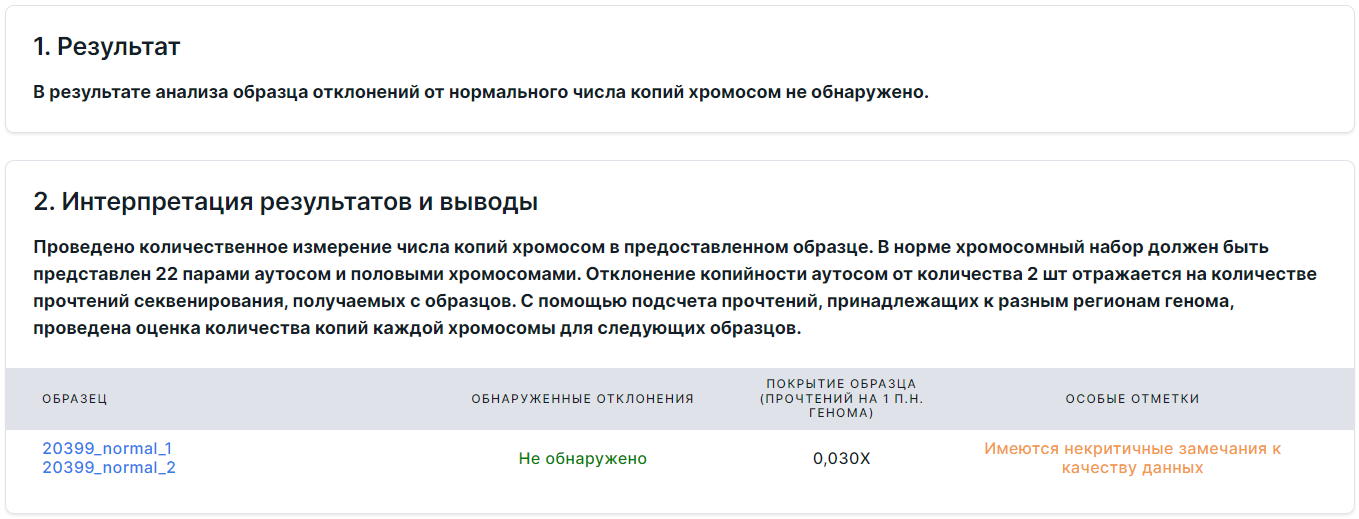 1. Результат
В результате анализа образца отклонений от нормального числа копий хромосом не обнаружено.
2. Интерпретация результатов и выводы
Проведено количественное измерение числа копий хромосом в предоставленном образце. В норме хромосомный набор должен быть
представлен 22 парами аутосом и половыми хромосомами. Отклонение копийности аутосом от количества 2 шт отражается на количестве
прочтений секвенирования, получаемых с образцов. С помощью подсчета прочтений, принадлежащих к разным регионам генома,
проведена оценка количества копий каждой хромосомы для следующих образцов.
ОБРАЗЕЦ
ОБНАРУЖЕННЫЕ ОТКЛОНЕНИЯ
ПОКРЫТИЕ ОБРАЗЦА
(ПРОЧТЕНИЙ НА 1 П.Н.
ГЕНОМА)
ОСОБЫЕ ОТМЕТКИ
20399_normal_1
20399_normal_2
Не обнаружено
0,030X
Имеются некритичные замечания к
качеству данных